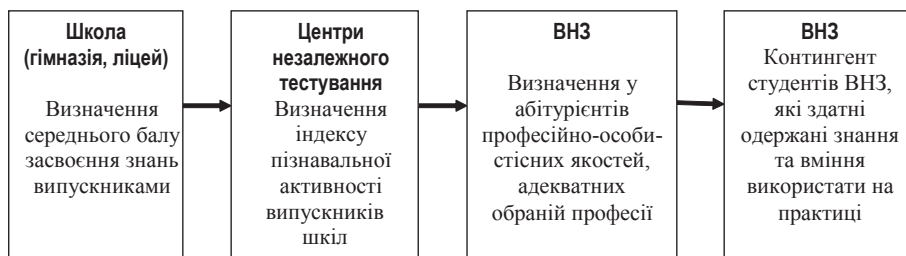 Школа
(гімназія, ліцей)
Визначення
середнього балу
засвоєння знань
випускниками
Центри
незалежного
тестування
Визначення
індексу
пізнавальної
активності
випускників
шкіл
ВНЗ
Визначення у
абітурієнтів
професійно-особи-
стісних якостей,
адекватних
обраній професії
ВНЗ
Контингент
студентів ВНЗ,
які здатні
одержані знання
та вміння
використати на
практиці